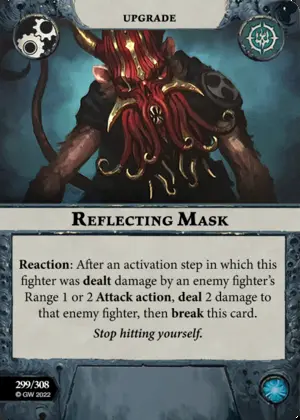 UPGRADE
REFLECTING MASK
Reaction: After an activation step in which this
fighter was dealt damage by an enemy fighter's
Range 1 or 2 Attack action, deal 2 damage to
that enemy fighter, then break this card.
Stop hitting yourself.
299/308
© GW 2022